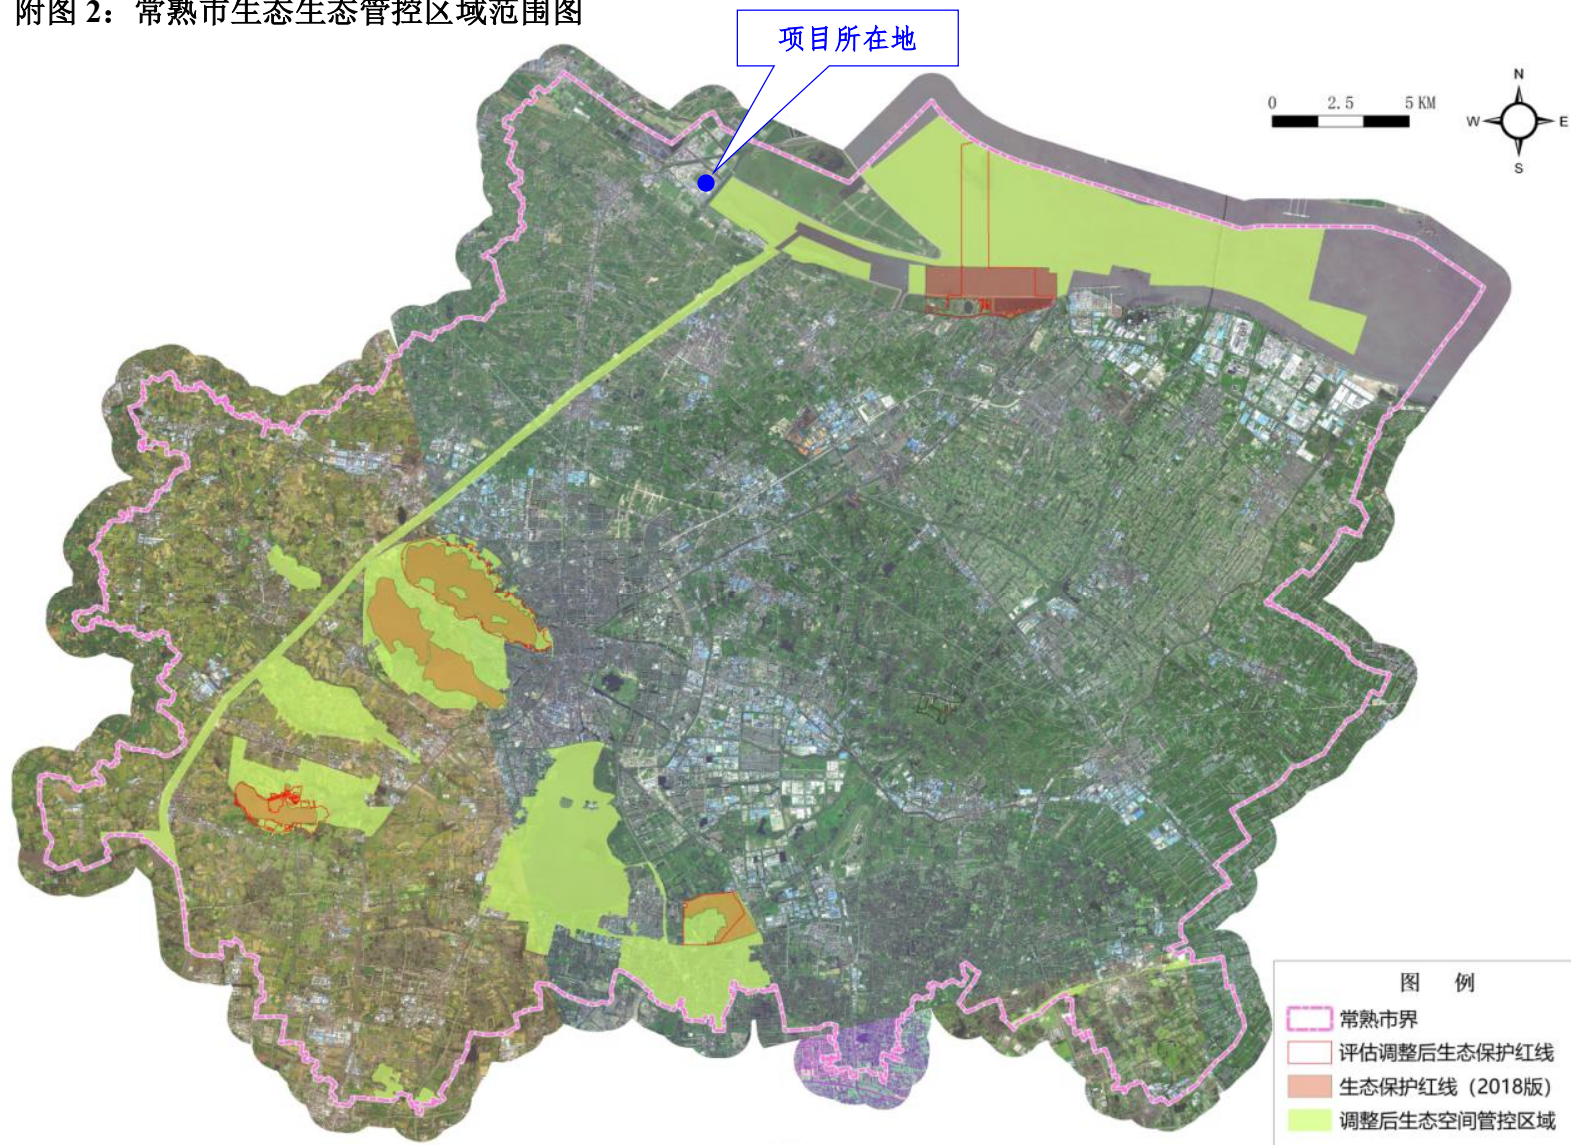 附图 2：常熟市生态生态管控区域范围图
项目所在地
0 2.5 5 KM
N
W E
S
图 例
常熟市界
评估调整后生态保护红线
生态保护红线（2018版）
调整后生态空间管控区域